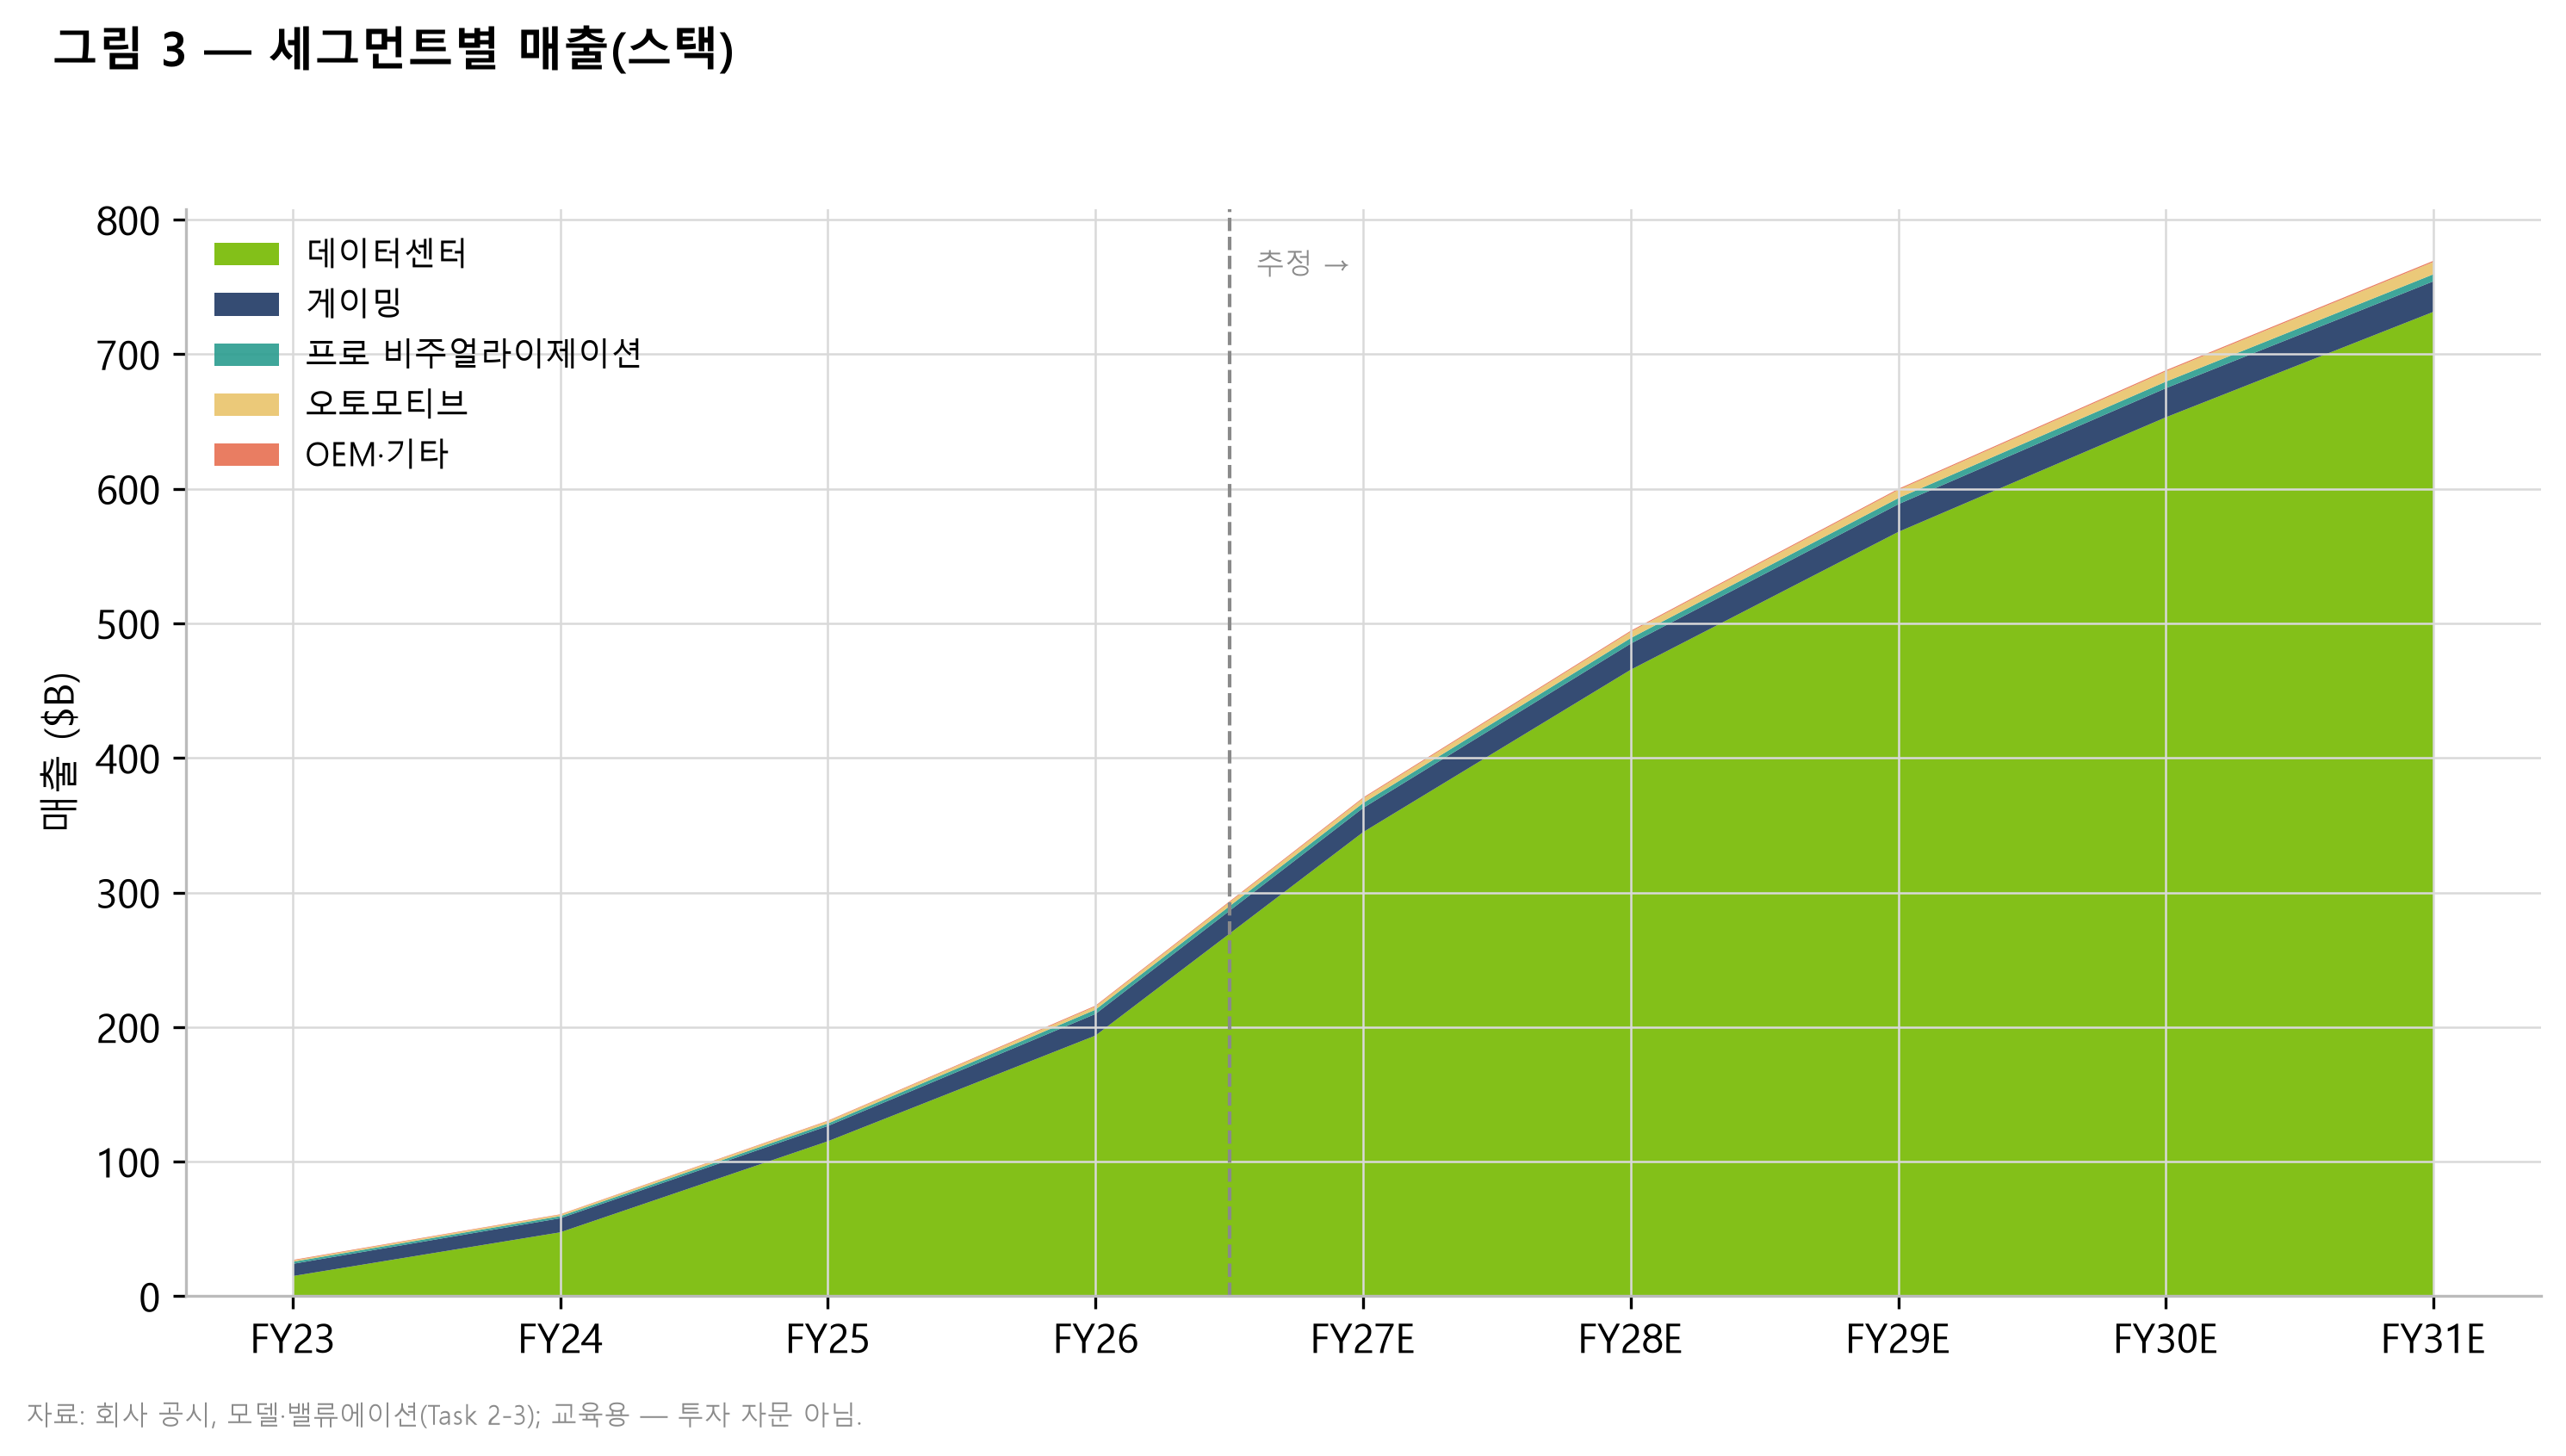 그림 3 — 세그먼트별 매출(스택)
800
700
600
500
400
300
200
100
0
매출 ($B)
데이터센터
게이밍
프로 비주얼라이제이션
오토모티브
OEM·기타
추정 →
FY23 FY24 FY25 FY26 FY27E FY28E FY29E FY30E FY31E
자료: 회사 공시, 모델·밸류에이션(Task 2-3); 교육용 — 투자 자문 아님.